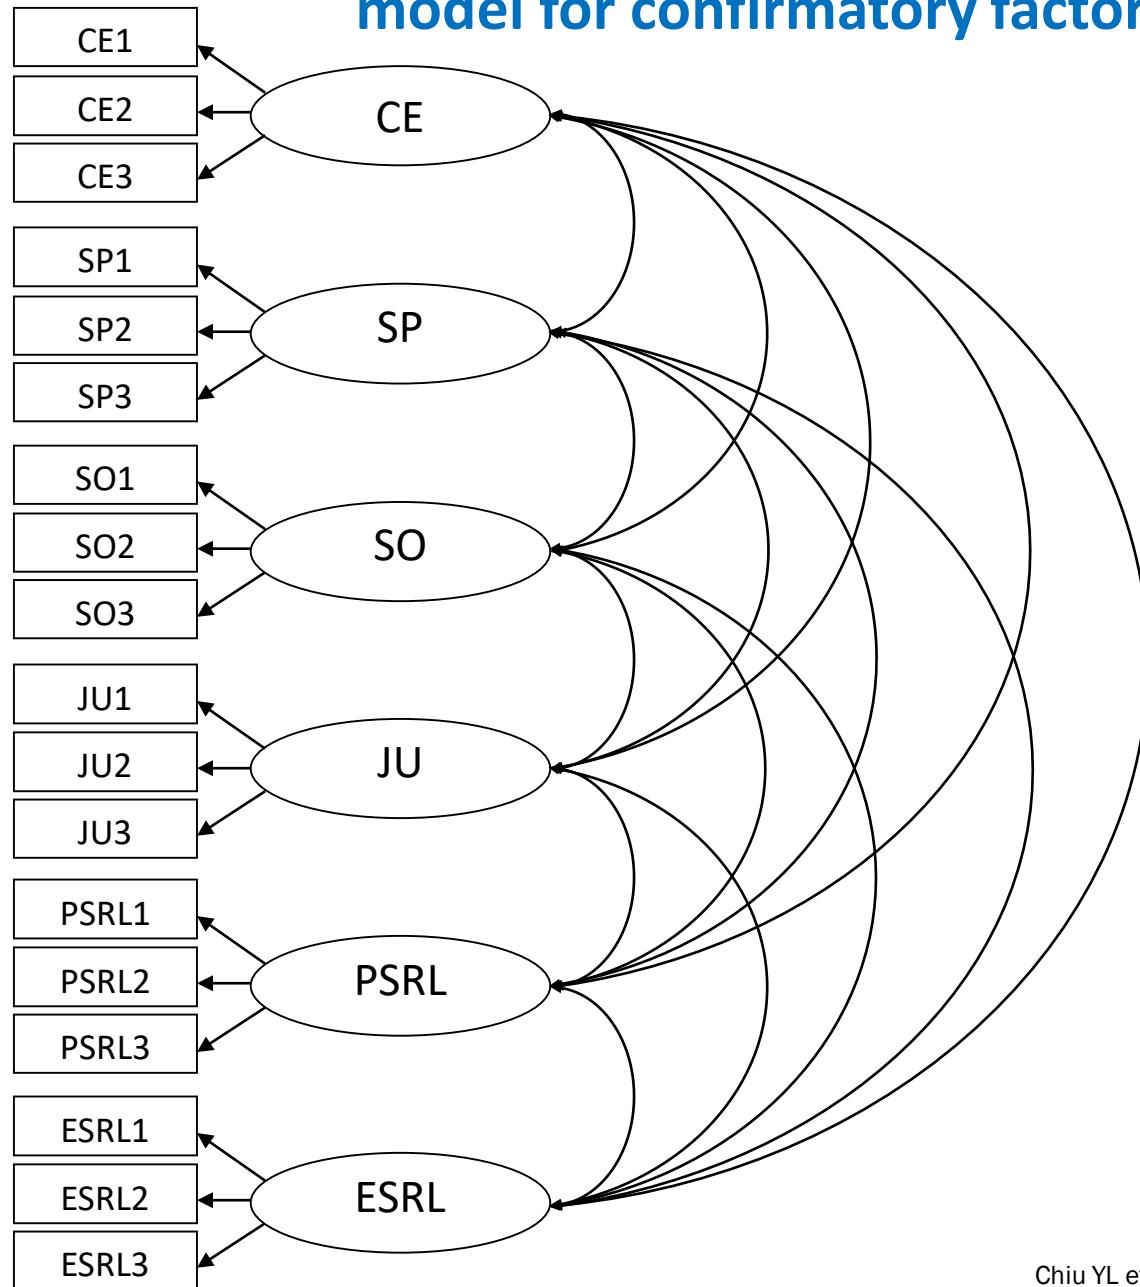 model for confirmatory factor
CE1
CE2
CE3
CE
SP1
SP2
SP3
SP
SO1
SO2
SO3
SO
JU1
JU2
JU3
JU
PSRL1
PSRL2
PSRL3
PSRL
ESRL1
ESRL2
ESRL3
ESRL
Chiu YL e